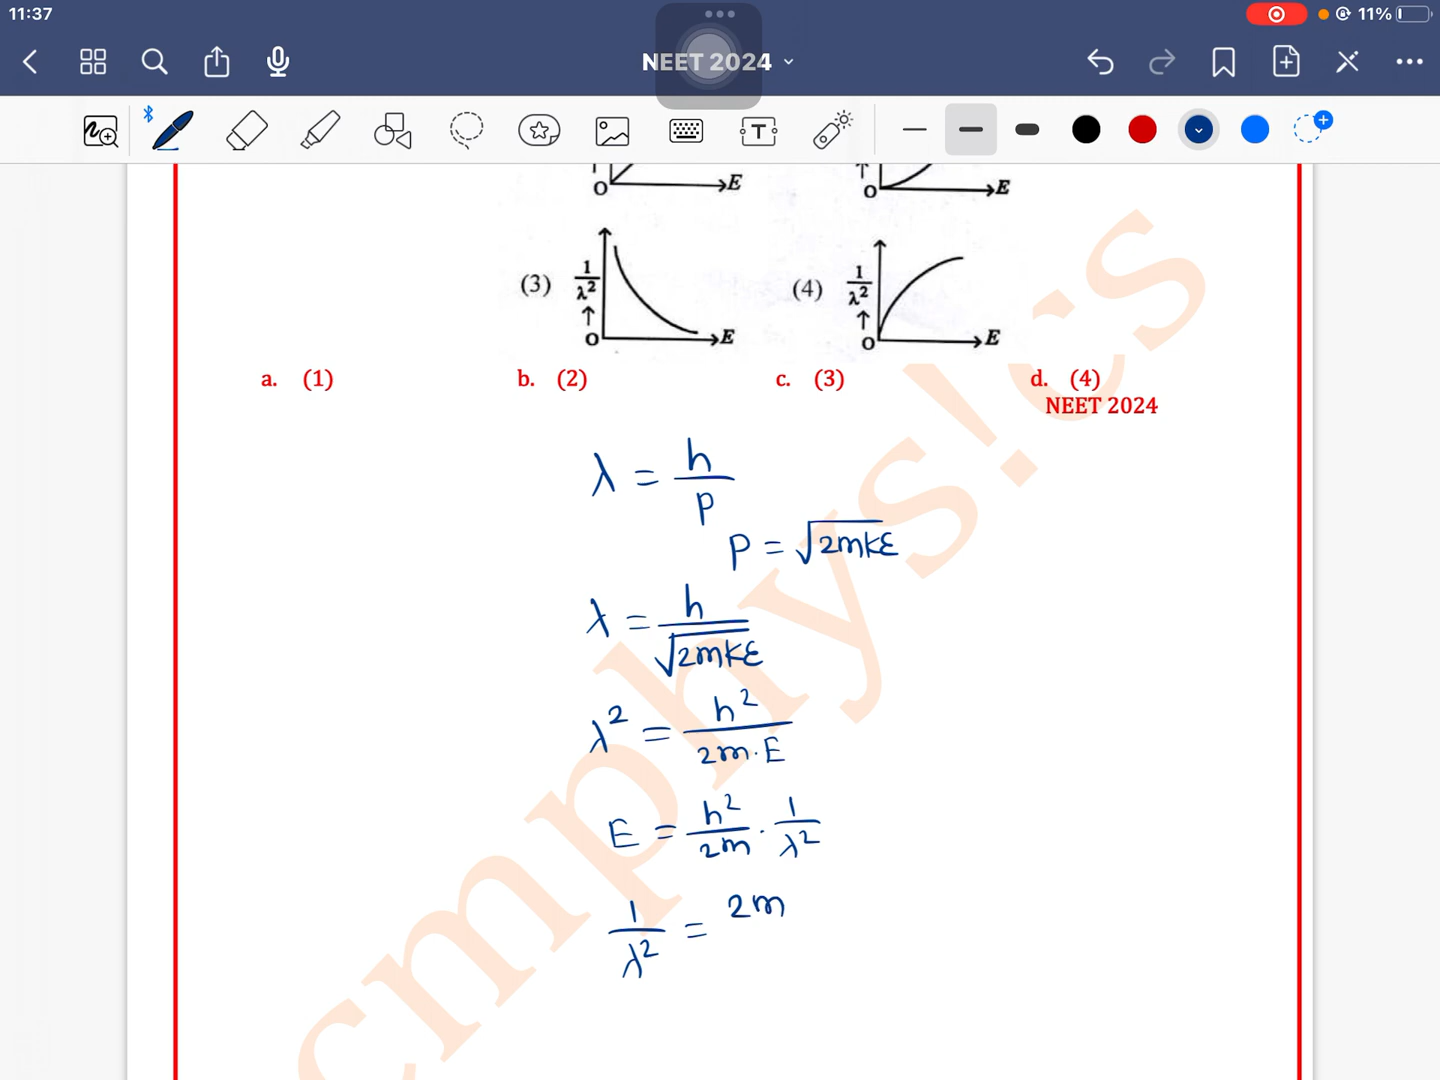 11:37
11%
NEET 2024
T
O E
O E
(3) 1/λ² ↑ O E
(4) 1/λ² ↑ O E
a. (1) b. (2) c. (3) d. (4)
NEET 2024
λ = h/p
P = √2mKE
λ = h/√2mKE
λ² = h²/2m·E
E = h²/2m · 1/λ²
1/λ² = 2m
cmphys!cs